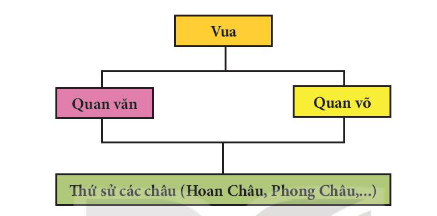 Vua
Quan văn
Quan võ
Thứ sử các châu (Hoan Châu, Phong Châu,...)